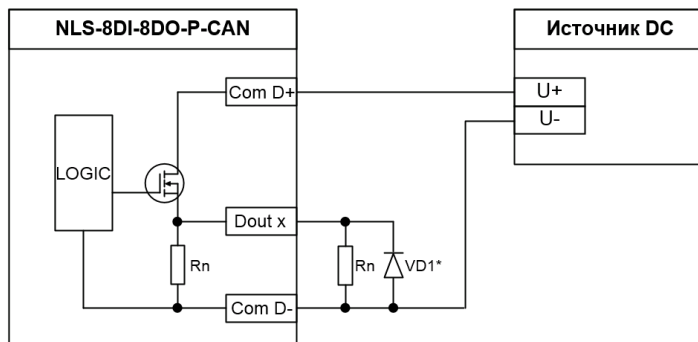 NLS-8DI-8DO-P-CAN
Источник DC
Com D+
U+
U-
LOGIC
Dout x
Rn
Rn
VD1*
Com D-